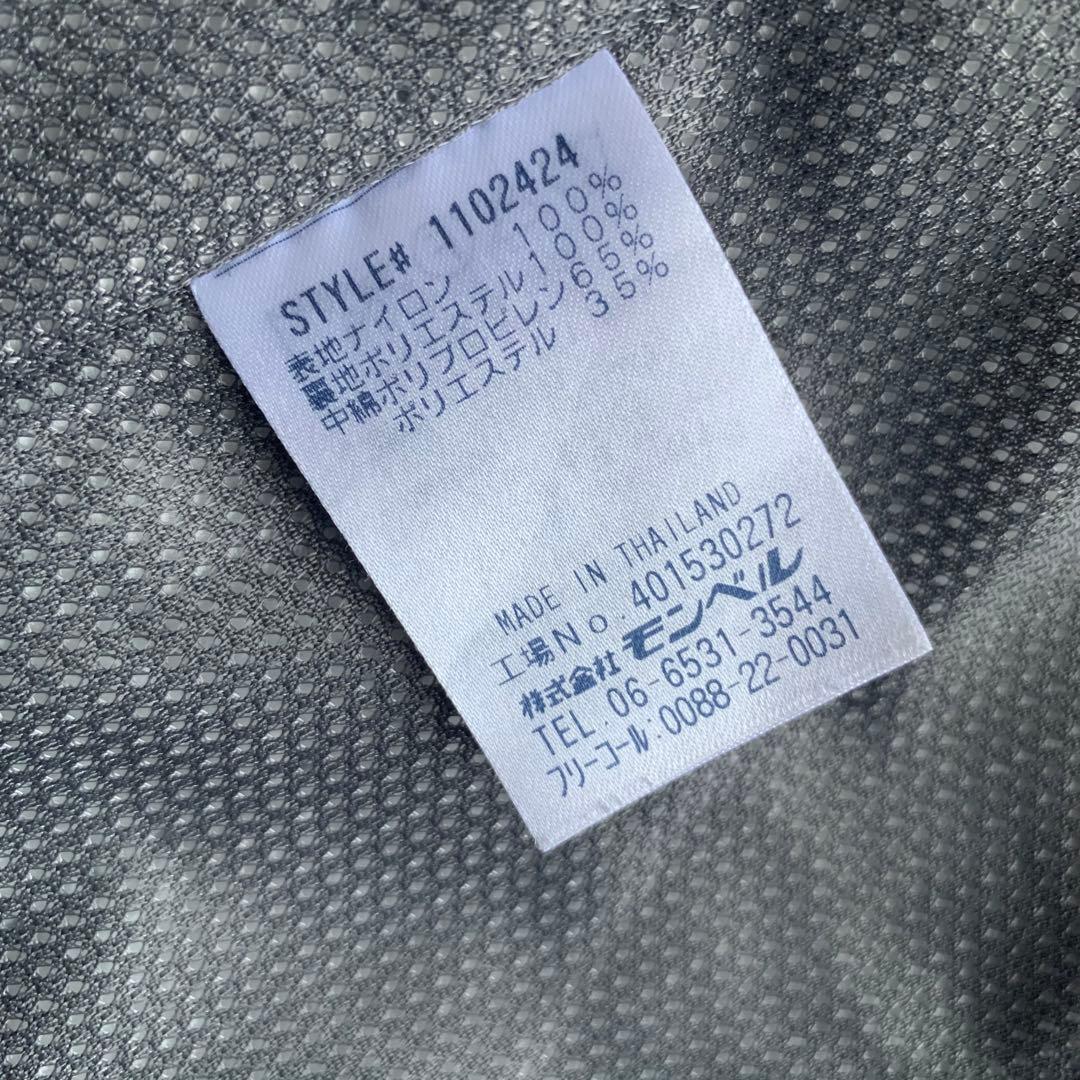 STYLE# 1102424
表地ナイロン 100%
裏地ポリエステル100%
中綿ポリプロピレン65%
ポリエステル 35%
MADE IN THAILAND
工場No.401530272
株式会社モンベル
TEL.06-6531-3544
フリーコール:0088-22-0031